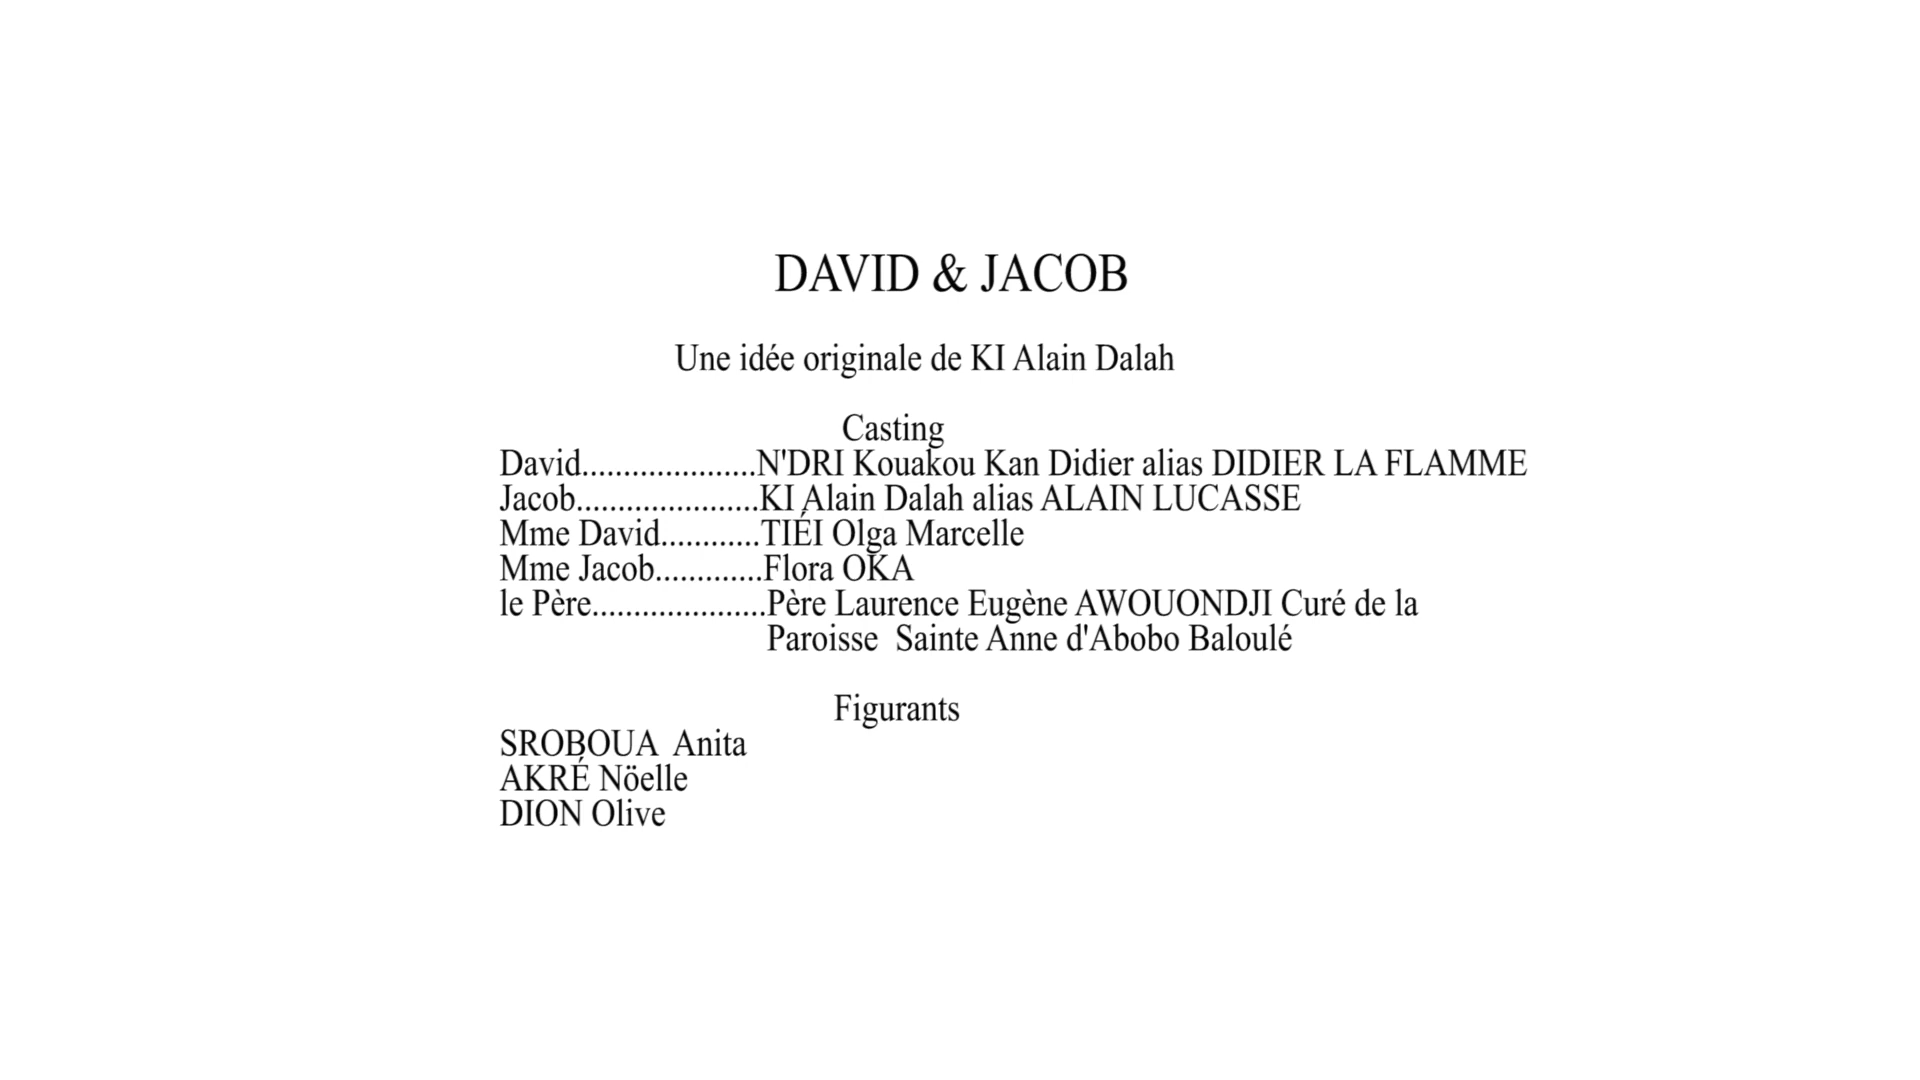 DAVID & JACOB
Une idée originale de KI Alain Dalah
Casting
David.....................N'DRI Kouakou Kan Didier alias DIDIER LA FLAMME
Jacob......................KI Alain Dalah alias ALAIN LUCASSE
Mme David............TIÉI Olga Marcelle
Mme Jacob.............Flora OKA
le Père.....................Père Laurence Eugène AWOUONDJI Curé de la
Paroisse  Sainte Anne d'Abobo Baloulé
Figurants
SROBOUA  Anita
AKRÉ Nöelle
DION Olive